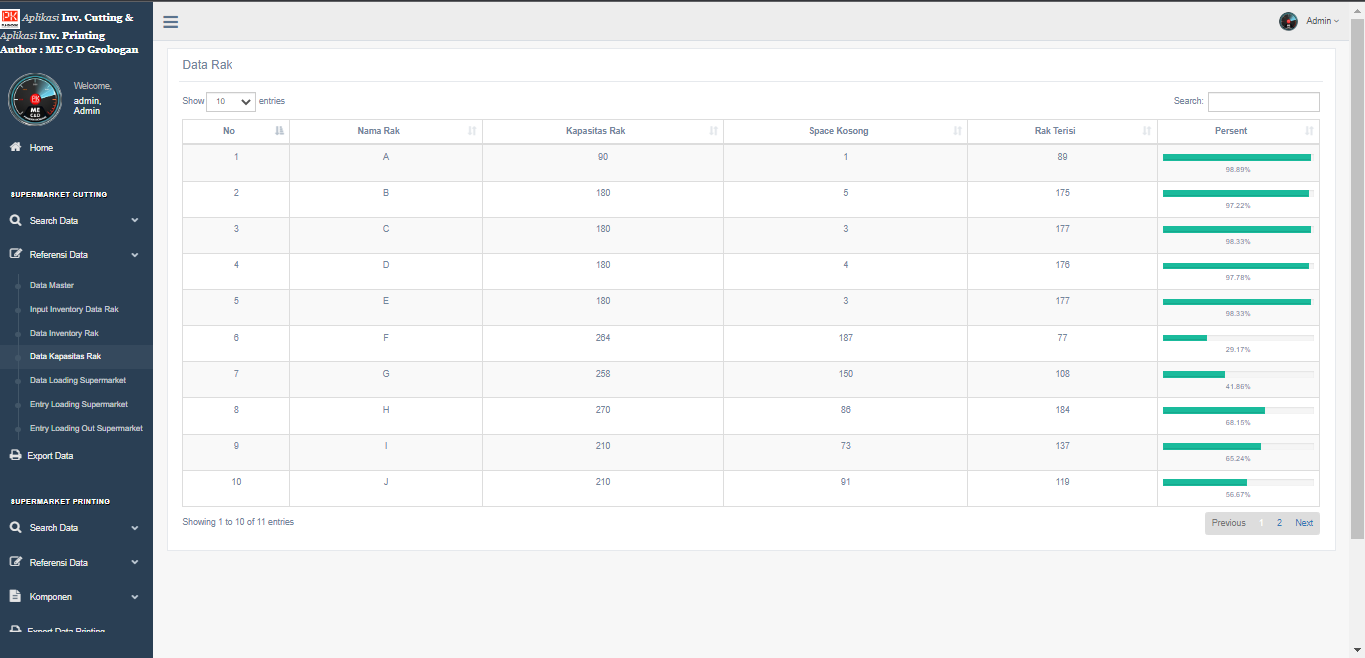 PK
Aplikasi Inv. Cutting &
Aplikasi Inv. Printing
Author : ME C-D Grobogan
Welcome,
admin,
Admin
Home
SUPERMARKET CUTTING
Search Data
Referensi Data
Data Master
Input Inventory Data Rak
Data Inventory Rak
Data Kapasitas Rak
Data Loading Supermarket
Entry Loading Supermarket
Entry Loading Out Supermarket
Export Data
SUPERMARKET PRINTING
Search Data
Referensi Data
Komponen
Export Data Printing
Admin
Data Rak
Show 10 entries
Search:
No Nama Rak Kapasitas Rak Space Kosong Rak Terisi Persent
1 A 90 1 89 98.89%
2 B 180 5 175 97.22%
3 C 180 3 177 98.33%
4 D 180 4 176 97.78%
5 E 180 3 177 98.33%
6 F 264 187 77 29.17%
7 G 258 150 108 41.86%
8 H 270 86 184 68.15%
9 I 210 73 137 65.24%
10 J 210 91 119 56.67%
Showing 1 to 10 of 11 entries
Previous 1 2 Next